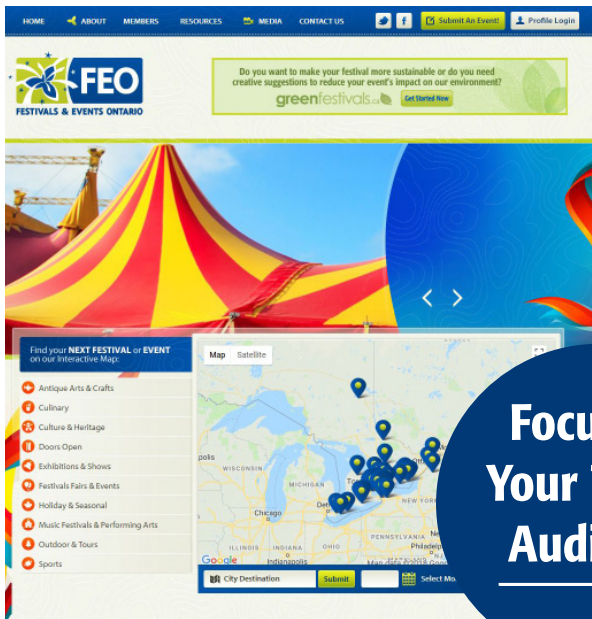 HOME ABOUT MEMBERS RESOURCES MEDIA CONTACT US Submit An Event! Profile Login
FEO
FESTIVALS & EVENTS ONTARIO
Do you want to make your festival more sustainable or do you need
creative suggestions to reduce your event's impact on our environment?
greenfestivals.ca Get Started Now
Find your NEXT FESTIVAL or EVENT
on our Interactive Map:
Antique Arts & Crafts
Culinary
Culture & Heritage
Doors Open
Exhibitions & Shows
Festivals Fairs & Events
Holiday & Seasonal
Music Festivals & Performing Arts
Outdoor & Tours
Sports
Map Satellite
WISCONSIN
MICHIGAN
NEW YOR
Chicago
PENNSYLVANIA
Philadelp
ILLINOIS INDIANA OHIO
Indianapolis
Google
City Destination Submit Select Mo
Focu
Your
Audi